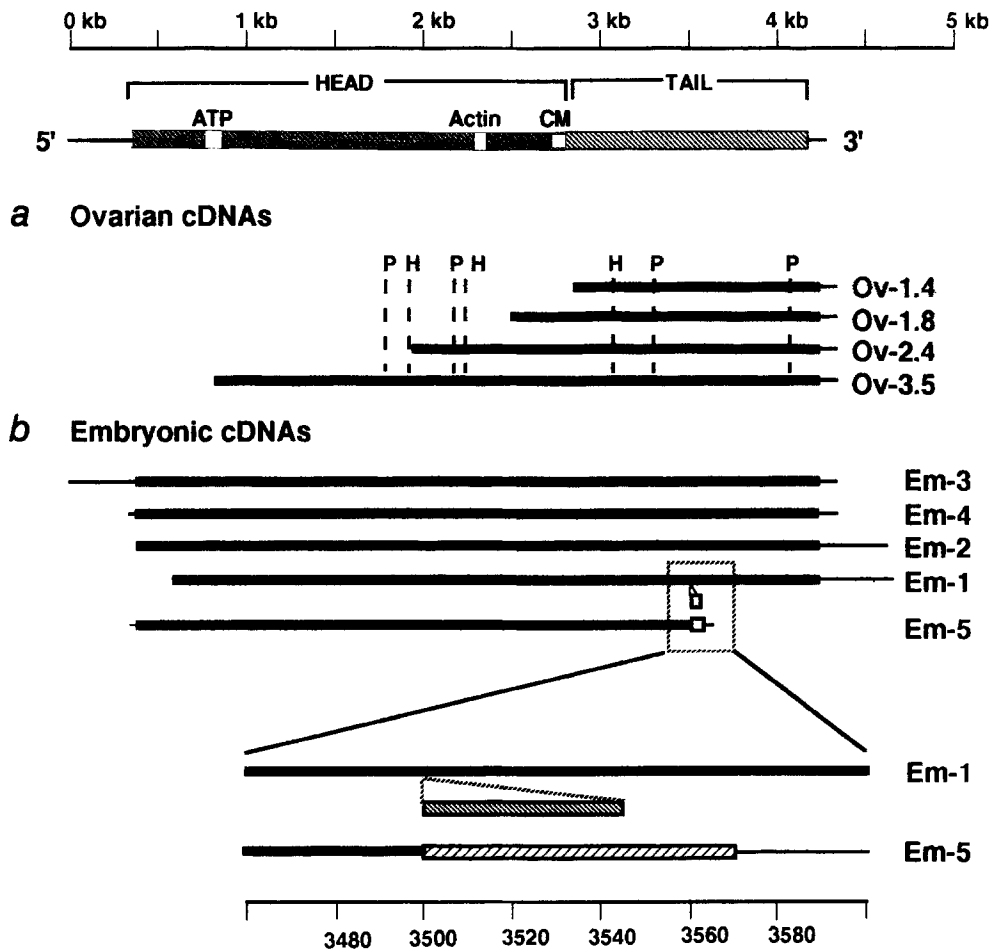 0 kb 1 kb 2 kb 3 kb 4 kb 5 kb
HEAD TAIL
ATP Actin CM
5' 3'
a Ovarian cDNAs
P H P H H P P
Ov-1.4
Ov-1.8
Ov-2.4
Ov-3.5
b Embryonic cDNAs
Em-3
Em-4
Em-2
Em-1
Em-5
Em-1
Em-5
3480 3500 3520 3540 3560 3580